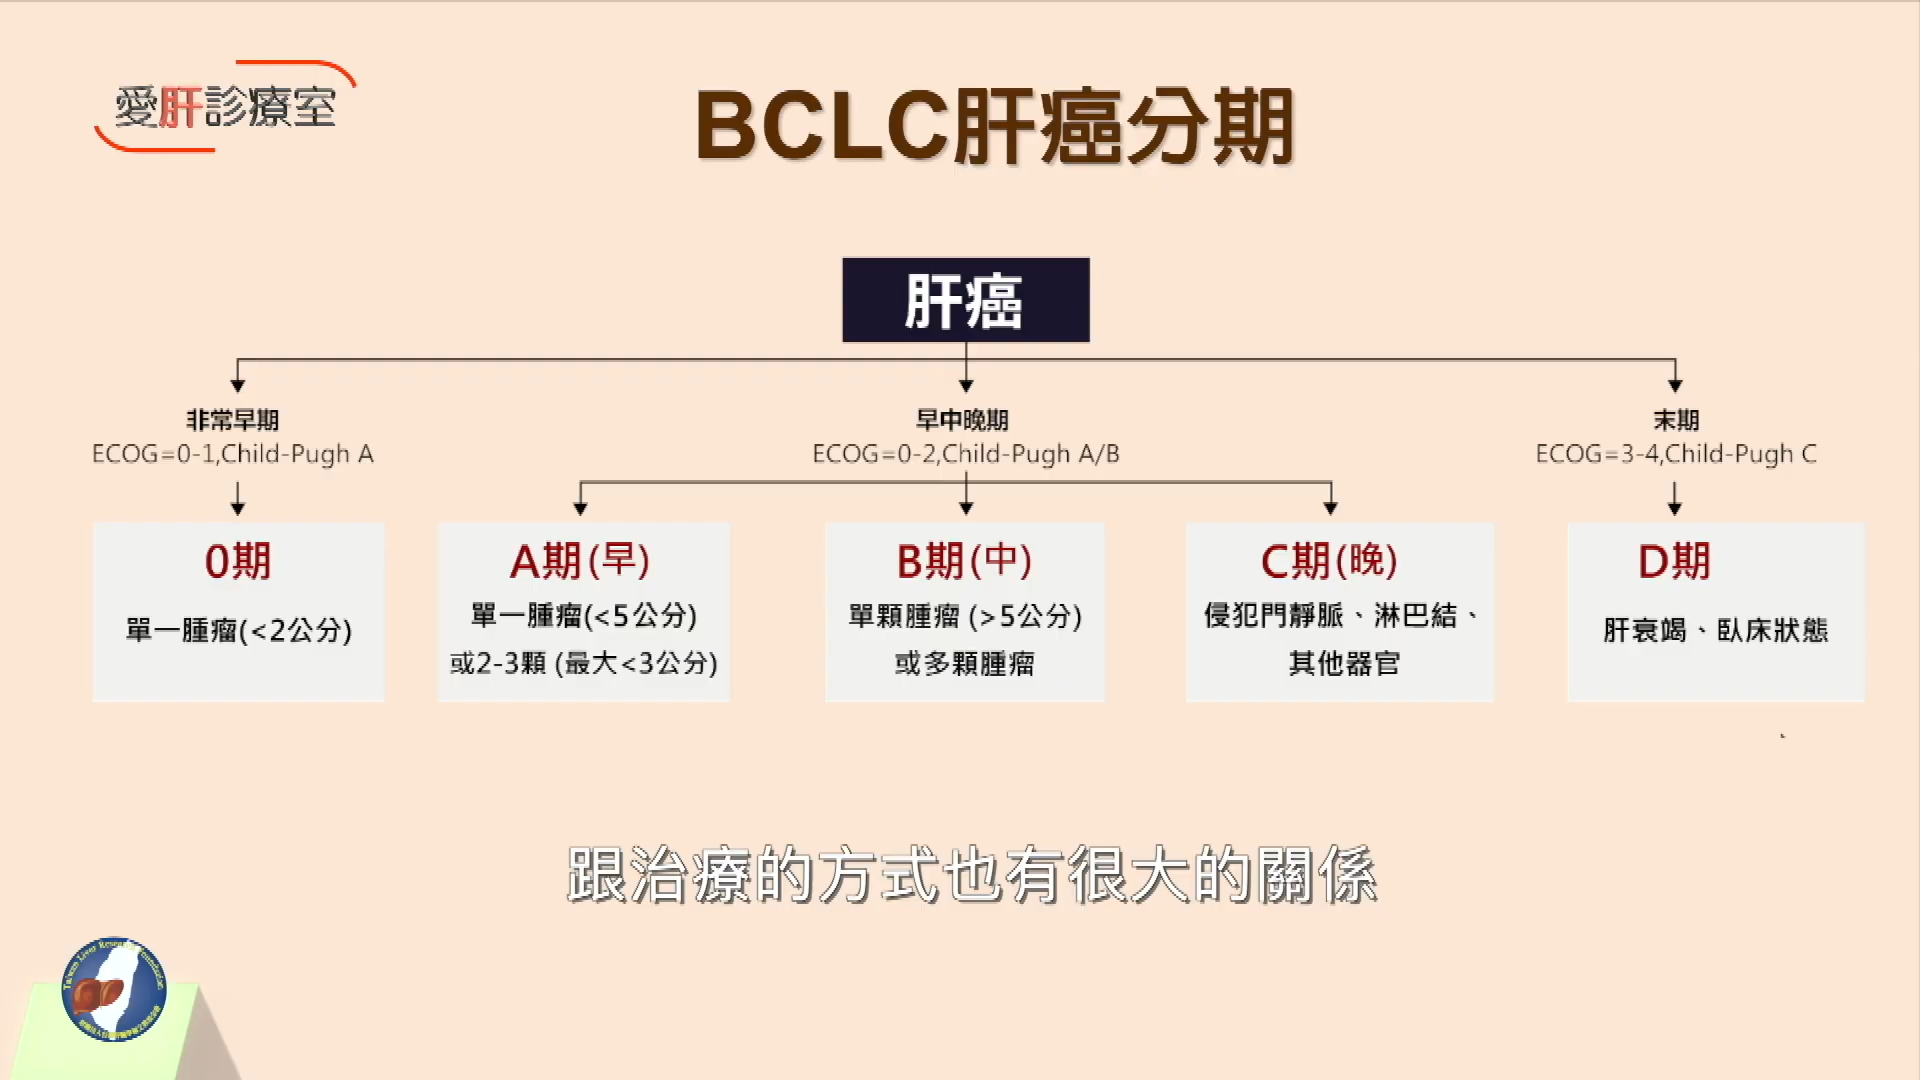 愛肝診療室
BCLC肝癌分期
肝癌
非常早期
ECOG=0-1,Child-Pugh A
早中晚期
ECOG=0-2,Child-Pugh A/B
末期
ECOG=3-4,Child-Pugh C
0期
單一腫瘤(<2公分)
A期(早)
單一腫瘤(<5公分)
或2-3顆 (最大<3公分)
B期(中)
單顆腫瘤 (>5公分)
或多顆腫瘤
C期(晚)
侵犯門靜脈、淋巴結、
其他器官
D期
肝衰竭、臥床狀態
跟治療的方式也有很大的關係
Taiwan Liver Research Foundation